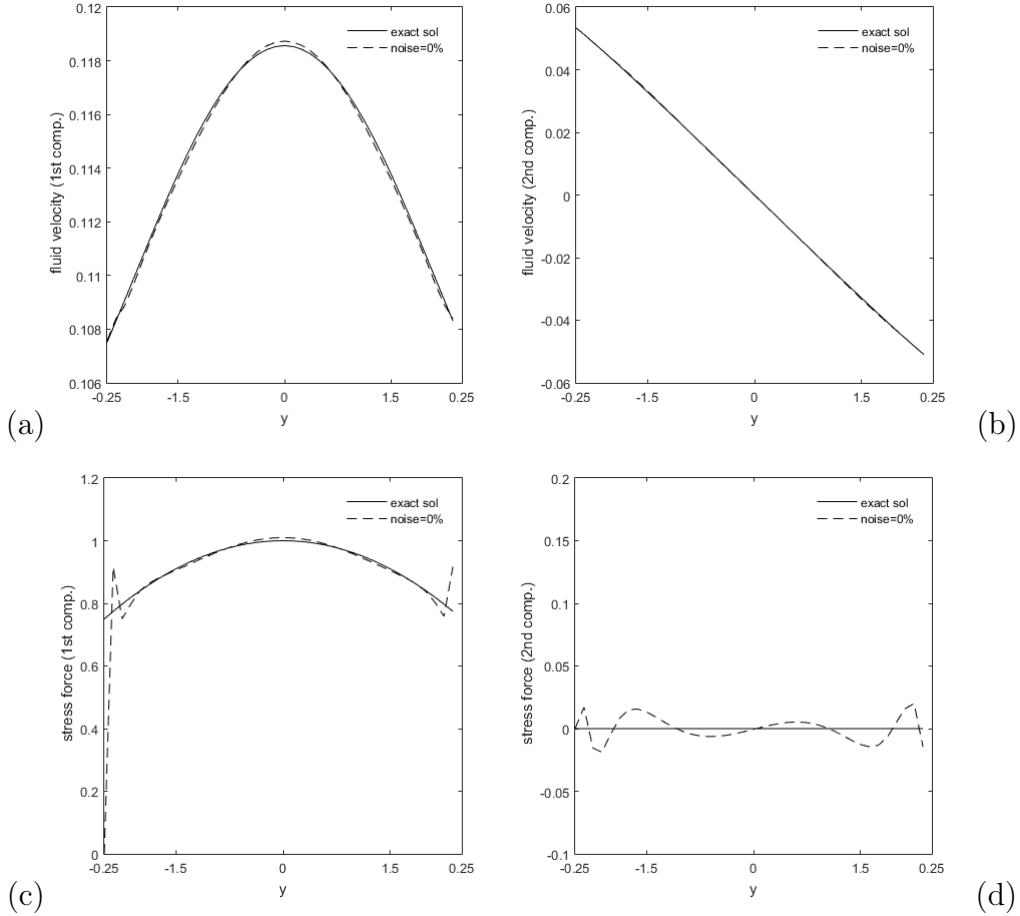 0.12
0.118
0.116
0.114
0.112
0.11
0.108
0.106
fluid velocity (1st comp.)
exact sol
noise=0%
-0.25
-1.5
0
1.5
0.25
y
(a)
0.06
0.04
0.02
0
-0.02
-0.04
-0.06
fluid velocity (2nd comp.)
exact sol
noise=0%
-0.25
-1.5
0
1.5
0.25
y
(b)
1.2
1
0.8
0.6
0.4
0.2
0
stress force (1st comp.)
exact sol
noise=0%
-0.25
-1.5
0
1.5
0.25
y
(c)
0.2
0.15
0.1
0.05
0
-0.05
-0.1
stress force (2nd comp.)
exact sol
noise=0%
-0.25
-1.5
0
1.5
0.25
y
(d)